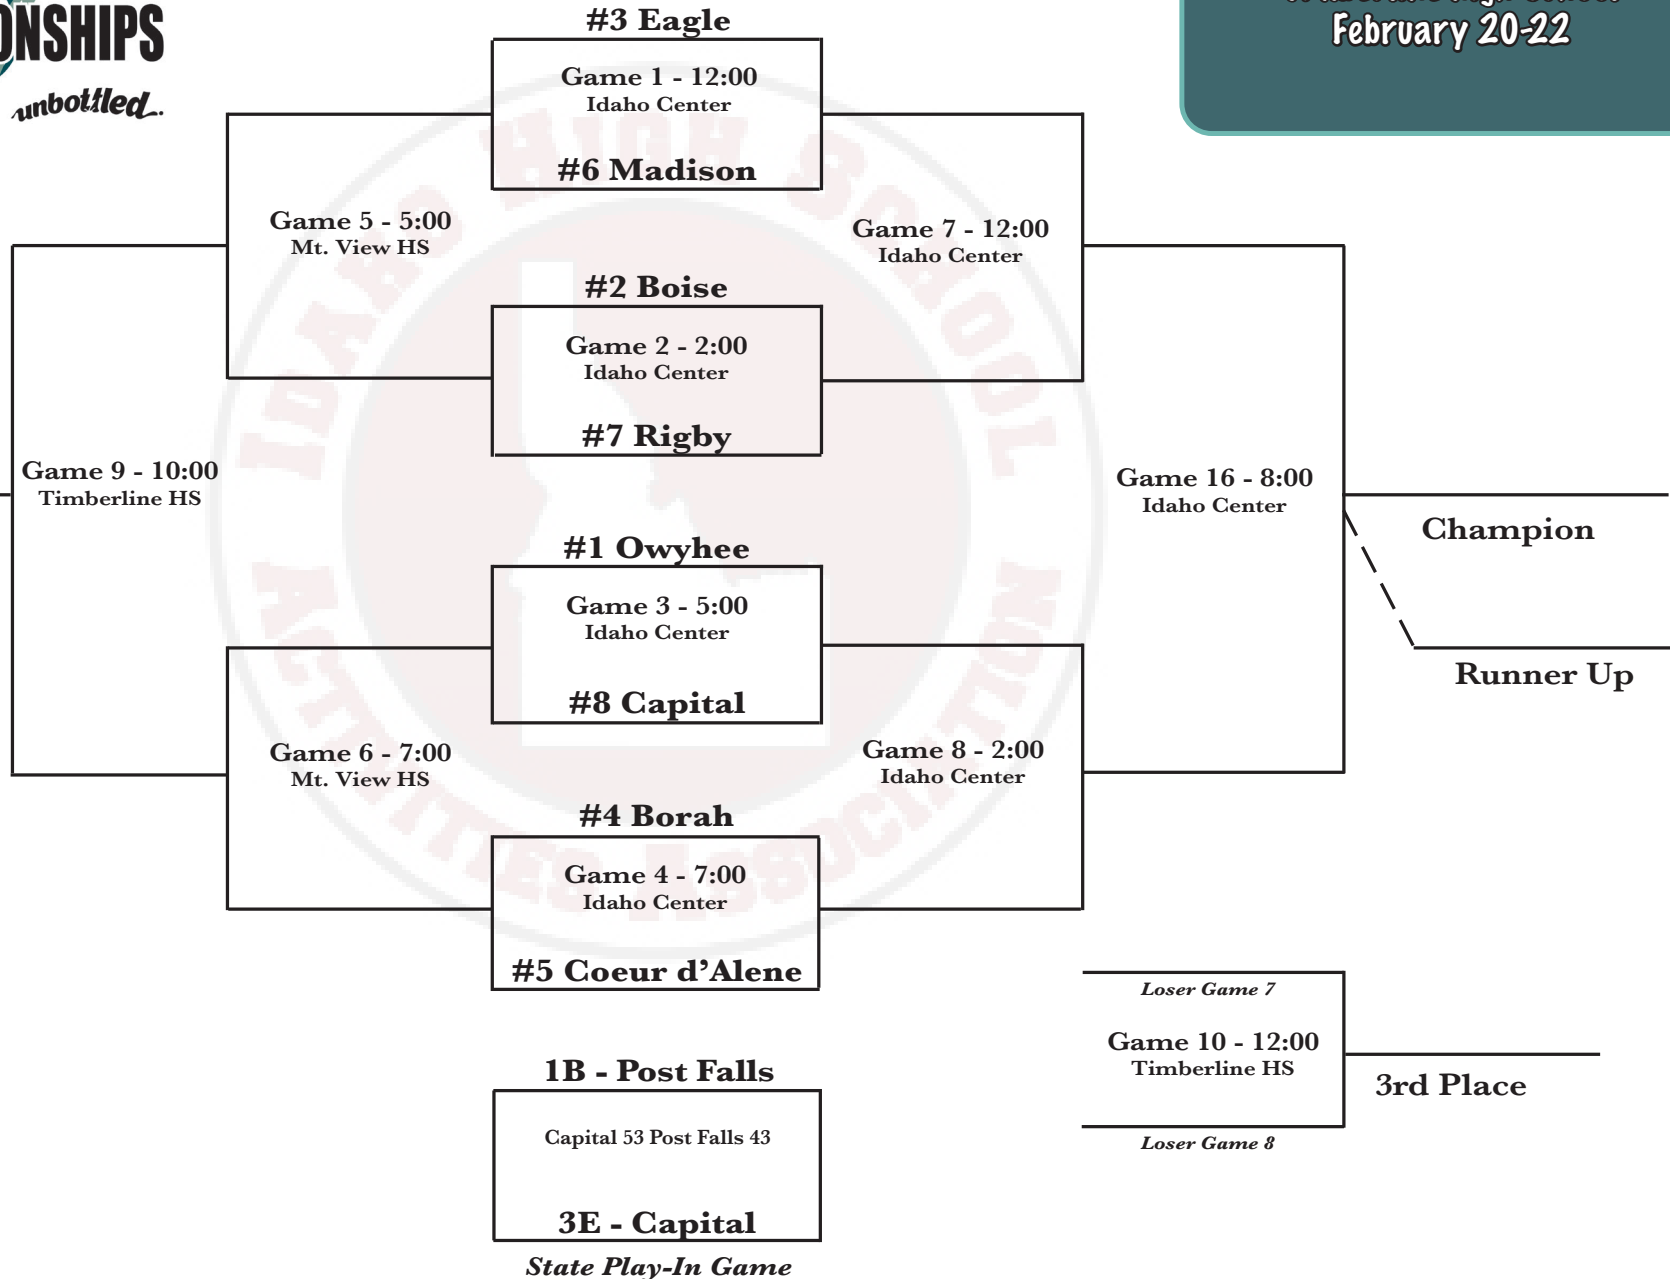 #3 Eagle
Game 1 - 12:00
Idaho Center
#6 Madison
unbottled.
February 20-22
Game 5 - 5:00
Mt. View HS
Game 7 - 12:00
Idaho Center
#2 Boise
Game 2 - 2:00
Idaho Center
#7 Rigby
Game 9 - 10:00
Timberline HS
Game 16 - 8:00
Idaho Center
Champion
Runner Up
#1 Owyhee
Game 3 - 5:00
Idaho Center
#8 Capital
Game 6 - 7:00
Mt. View HS
Game 8 - 2:00
Idaho Center
#4 Borah
Game 4 - 7:00
Idaho Center
#5 Coeur d’Alene
Loser Game 7
Game 10 - 12:00
Timberline HS
Loser Game 8
3rd Place
1B - Post Falls
Capital 53 Post Falls 43
3E - Capital
State Play-In Game
IDAHO HIGH SCHOOL
ACTIVITIES ASSOCIATION